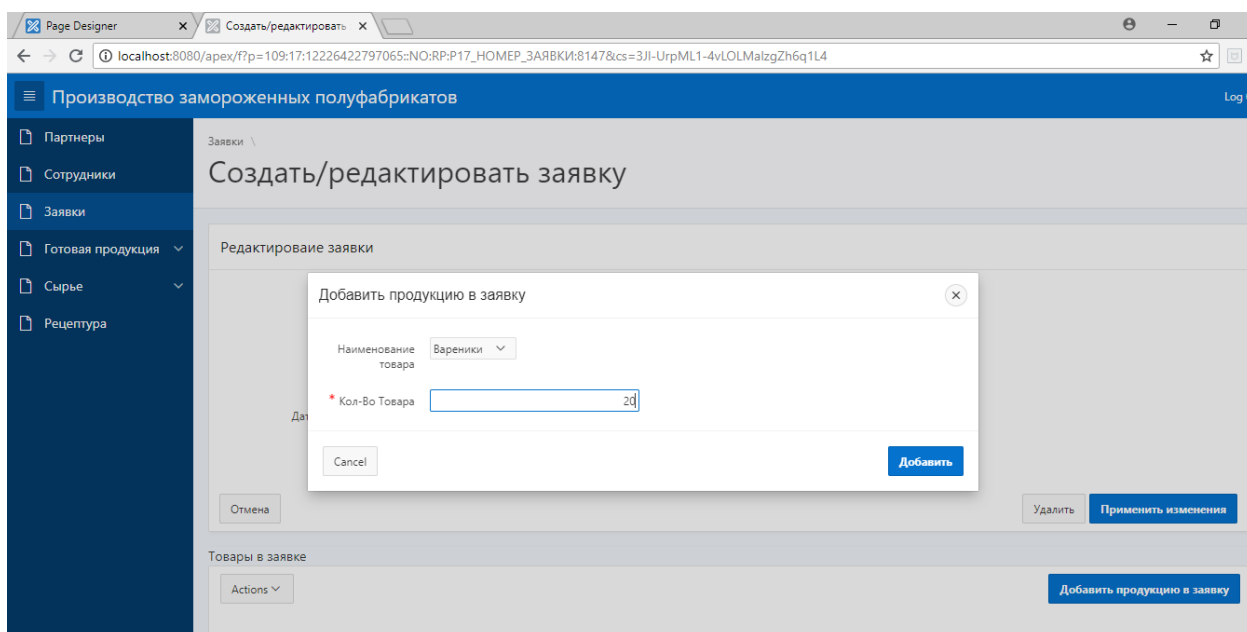 Page Designer
Создать/редактировать
localhost:8080/apex/f?p=109:17:12226422797065::NO:RP:P17_НОМЕР_ЗАЯВКИ:8147&cs=3JI-UrpML1-4vLOLMalzgZh6q1L4
Производство замороженных полуфабрикатов
Log
Партнеры
Сотрудники
Заявки
Готовая продукция
Сырье
Рецептура
Заявки \
Создать/редактировать заявку
Редактироваие заявки
Добавить продукцию в заявку
Наименование товара
Вареники
* Кол-Во Товара
20
Дат
Cancel
Добавить
Отмена
Удалить
Применить изменения
Товары в заявке
Actions
Добавить продукцию в заявку